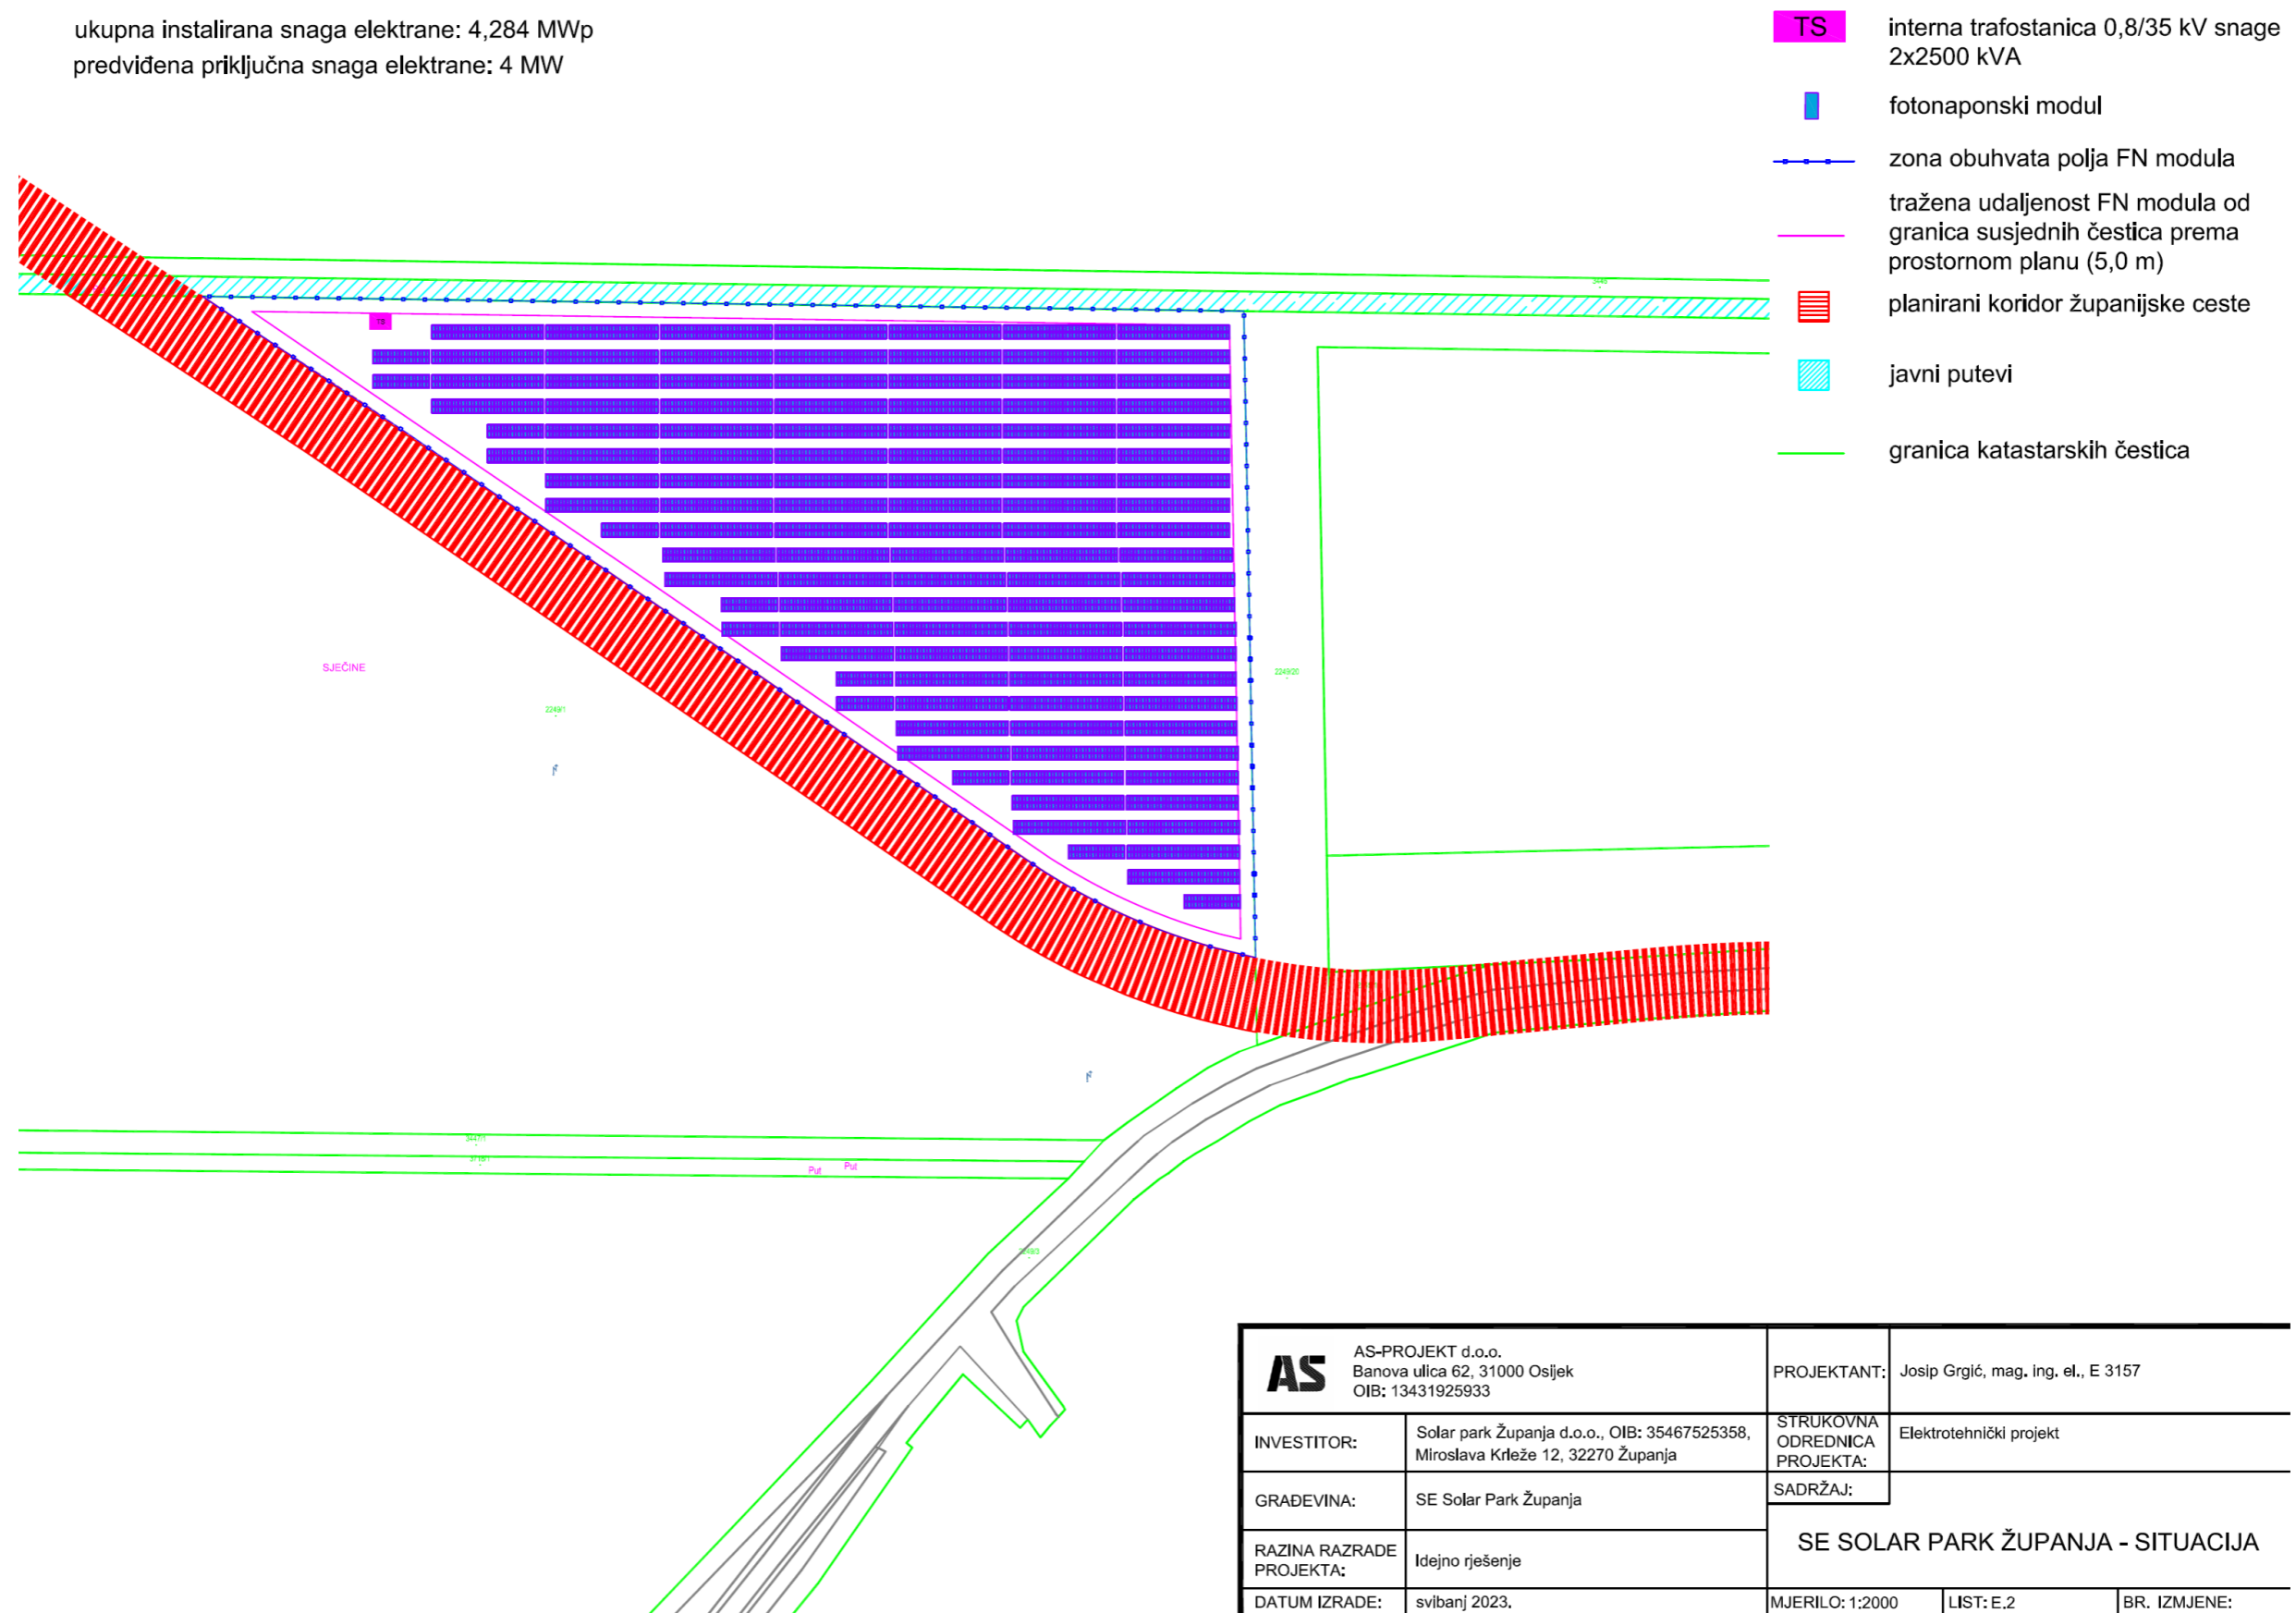 ukupna instalirana snaga elektrane: 4,284 MWp
predviđena priključna snaga elektrane: 4 MW
TS
interna trafostanica 0,8/35 kV snage
2x2500 kVA
fotonaponski modul
zona obuhvata polja FN modula
tražena udaljenost FN modula od
granica susjednih čestica prema
prostornom planu (5,0 m)
planirani koridor županijske ceste
javni putevi
granica katastarskih čestica
TS
SJEČINE
2249/1
2249/20
Put
Put
AS
AS-PROJEKT d.o.o.
Banova ulica 62, 31000 Osijek
OIB: 13431925933
PROJEKTANT:
Josip Grgić, mag. ing. el., E 3157
INVESTITOR:
Solar park Županja d.o.o., OIB: 35467525358,
Miroslava Krleže 12, 32270 Županja
STRUKOVNA
ODREDNICA
PROJEKTA:
Elektrotehnički projekt
GRAĐEVINA:
SE Solar Park Županja
SADRŽAJ:
SE SOLAR PARK ŽUPANJA - SITUACIJA
RAZINA RAZRADE
PROJEKTA:
Idejno rješenje
DATUM IZRADE:
svibanj 2023.
MJERILO: 1:2000
LIST: E.2
BR. IZMJENE: